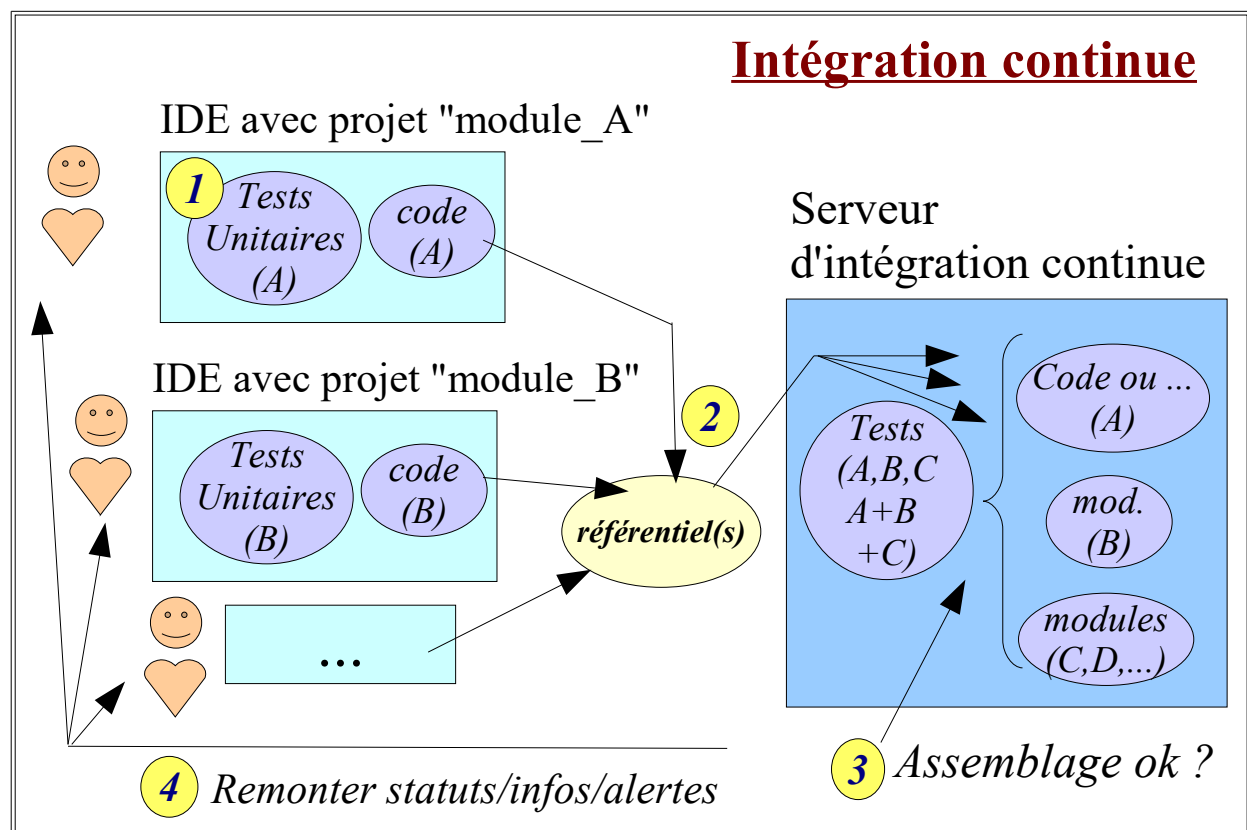 Intégration continue
IDE avec projet "module_A"
1
Tests
Unitaires
(A)
code
(A)
IDE avec projet "module_B"
Tests
Unitaires
(B)
code
(B)
...
2
référentiel(s)
Serveur
d'intégration continue
Tests
(A,B,C
A+B
+C)
Code ou ...
(A)
mod.
(B)
modules
(C,D,...)
3
Assemblage ok ?
4
Remonter statuts/infos/alertes